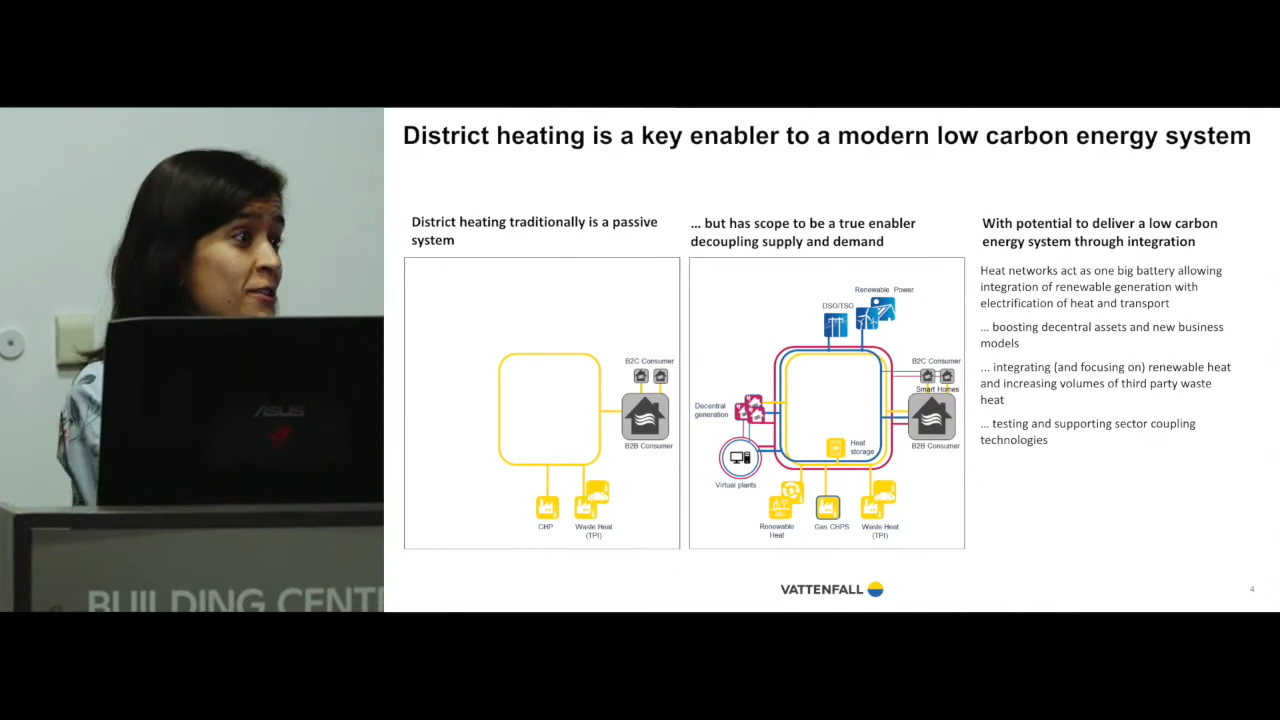 District heating is a key enabler to a modern low carbon energy system
District heating traditionally is a passive
system
... but has scope to be a true enabler
decoupling supply and demand
With potential to deliver a low carbon
energy system through integration
B2C Consumer
B2B Consumer
CHP
Waste Heat
(TPI)
Renewable Power
DSO/TSO
B2C Consumer
Smart Homes
Decentral
generation
B2B Consumer
Heat
storage
Virtual plants
Renewable
Heat
Gas CHPS
Waste Heat
(TPI)
Heat networks act as one big battery allowing
integration of renewable generation with
electrification of heat and transport
... boosting decentral assets and new business
models
... integrating (and focusing on) renewable heat
and increasing volumes of third party waste
heat
... testing and supporting sector coupling
technologies
VATTENFALL
4
ASUS
BUILDING CENT